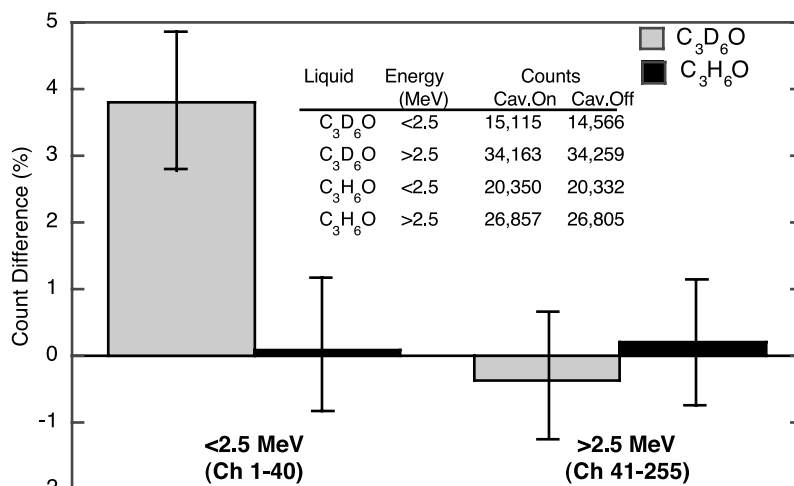 5
4
3
2
1
0
-1
Count Difference (%)
C3D6O
C3H6O
Liquid Energy (MeV) Counts
Cav.On Cav.Off
C3D6O <2.5 15,115 14,566
C3D6O >2.5 34,163 34,259
C3H6O <2.5 20,350 20,332
C3H6O >2.5 26,857 26,805
<2.5 MeV
(Ch 1-40)
>2.5 MeV
(Ch 41-255)